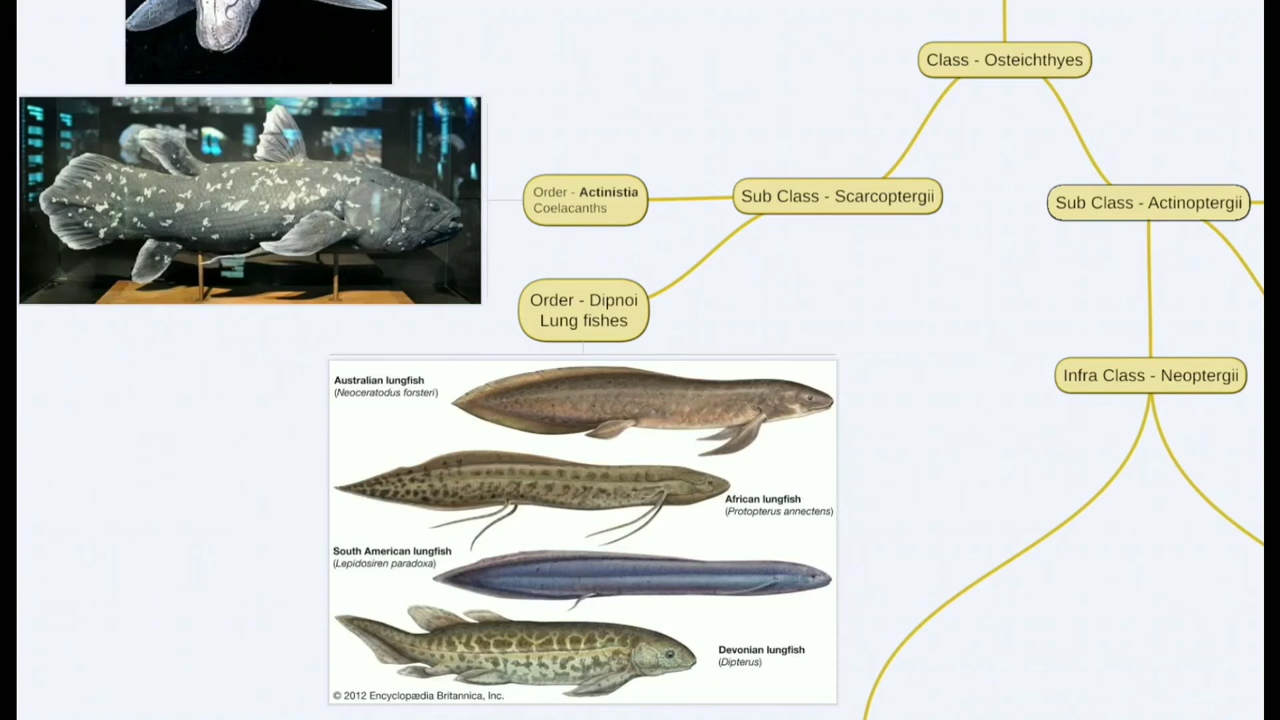 Class - Osteichthyes
Sub Class - Scarcoptergii
Sub Class - Actinoptergii
Order - Actinistia
Coelacanths
Order - Dipnoi
Lung fishes
Infra Class - Neoptergii
Australian lungfish
(Neoceratodus forsteri)
African lungfish
(Protopterus annectens)
South American lungfish
(Lepidosiren paradoxa)
Devonian lungfish
(Dipterus)
© 2012 Encyclopædia Britannica, Inc.